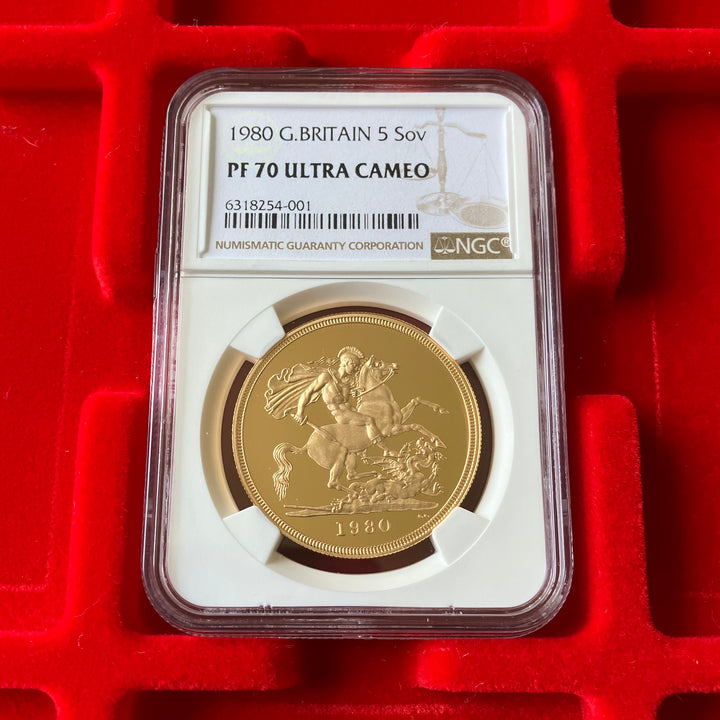 1980 G.BRITAIN 5 Sov
PF 70 ULTRA CAMEO
6318254-001
NUMISMATIC GUARANTY CORPORATION
NGC®
1980